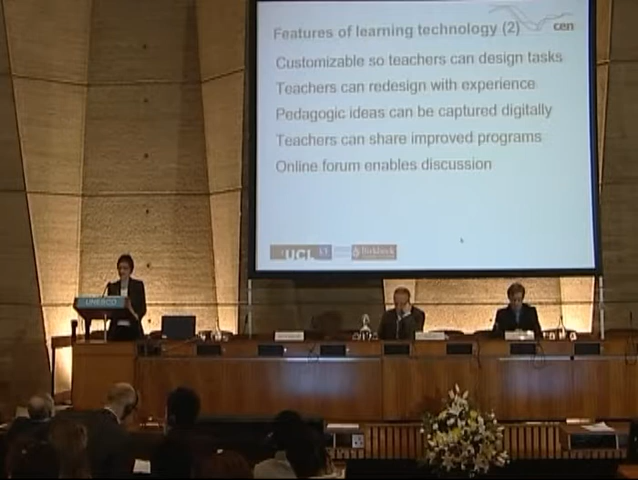 Features of learning technology (2)
cen
Customizable so teachers can design tasks
Teachers can redesign with experience
Pedagogic ideas can be captured digitally
Teachers can share improved programs
Online forum enables discussion
UCL
Birkbeck
UNESCO